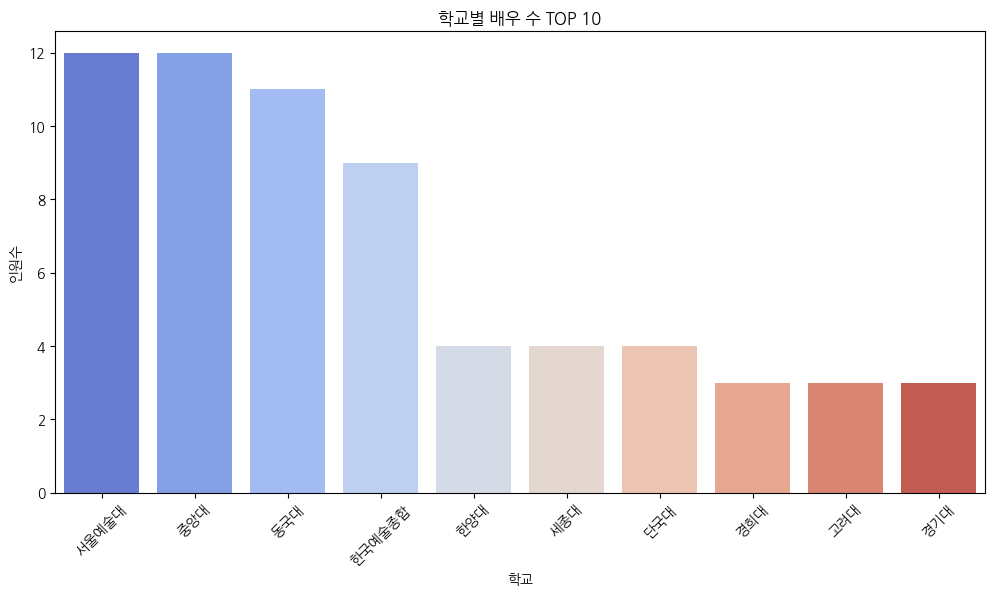 학교별 배우 수 TOP 10
인원수
12
10
8
6
4
2
0
서울예술대
중앙대
동국대
한국예술종합
한양대
세종대
단국대
경희대
고려대
경기대
학교